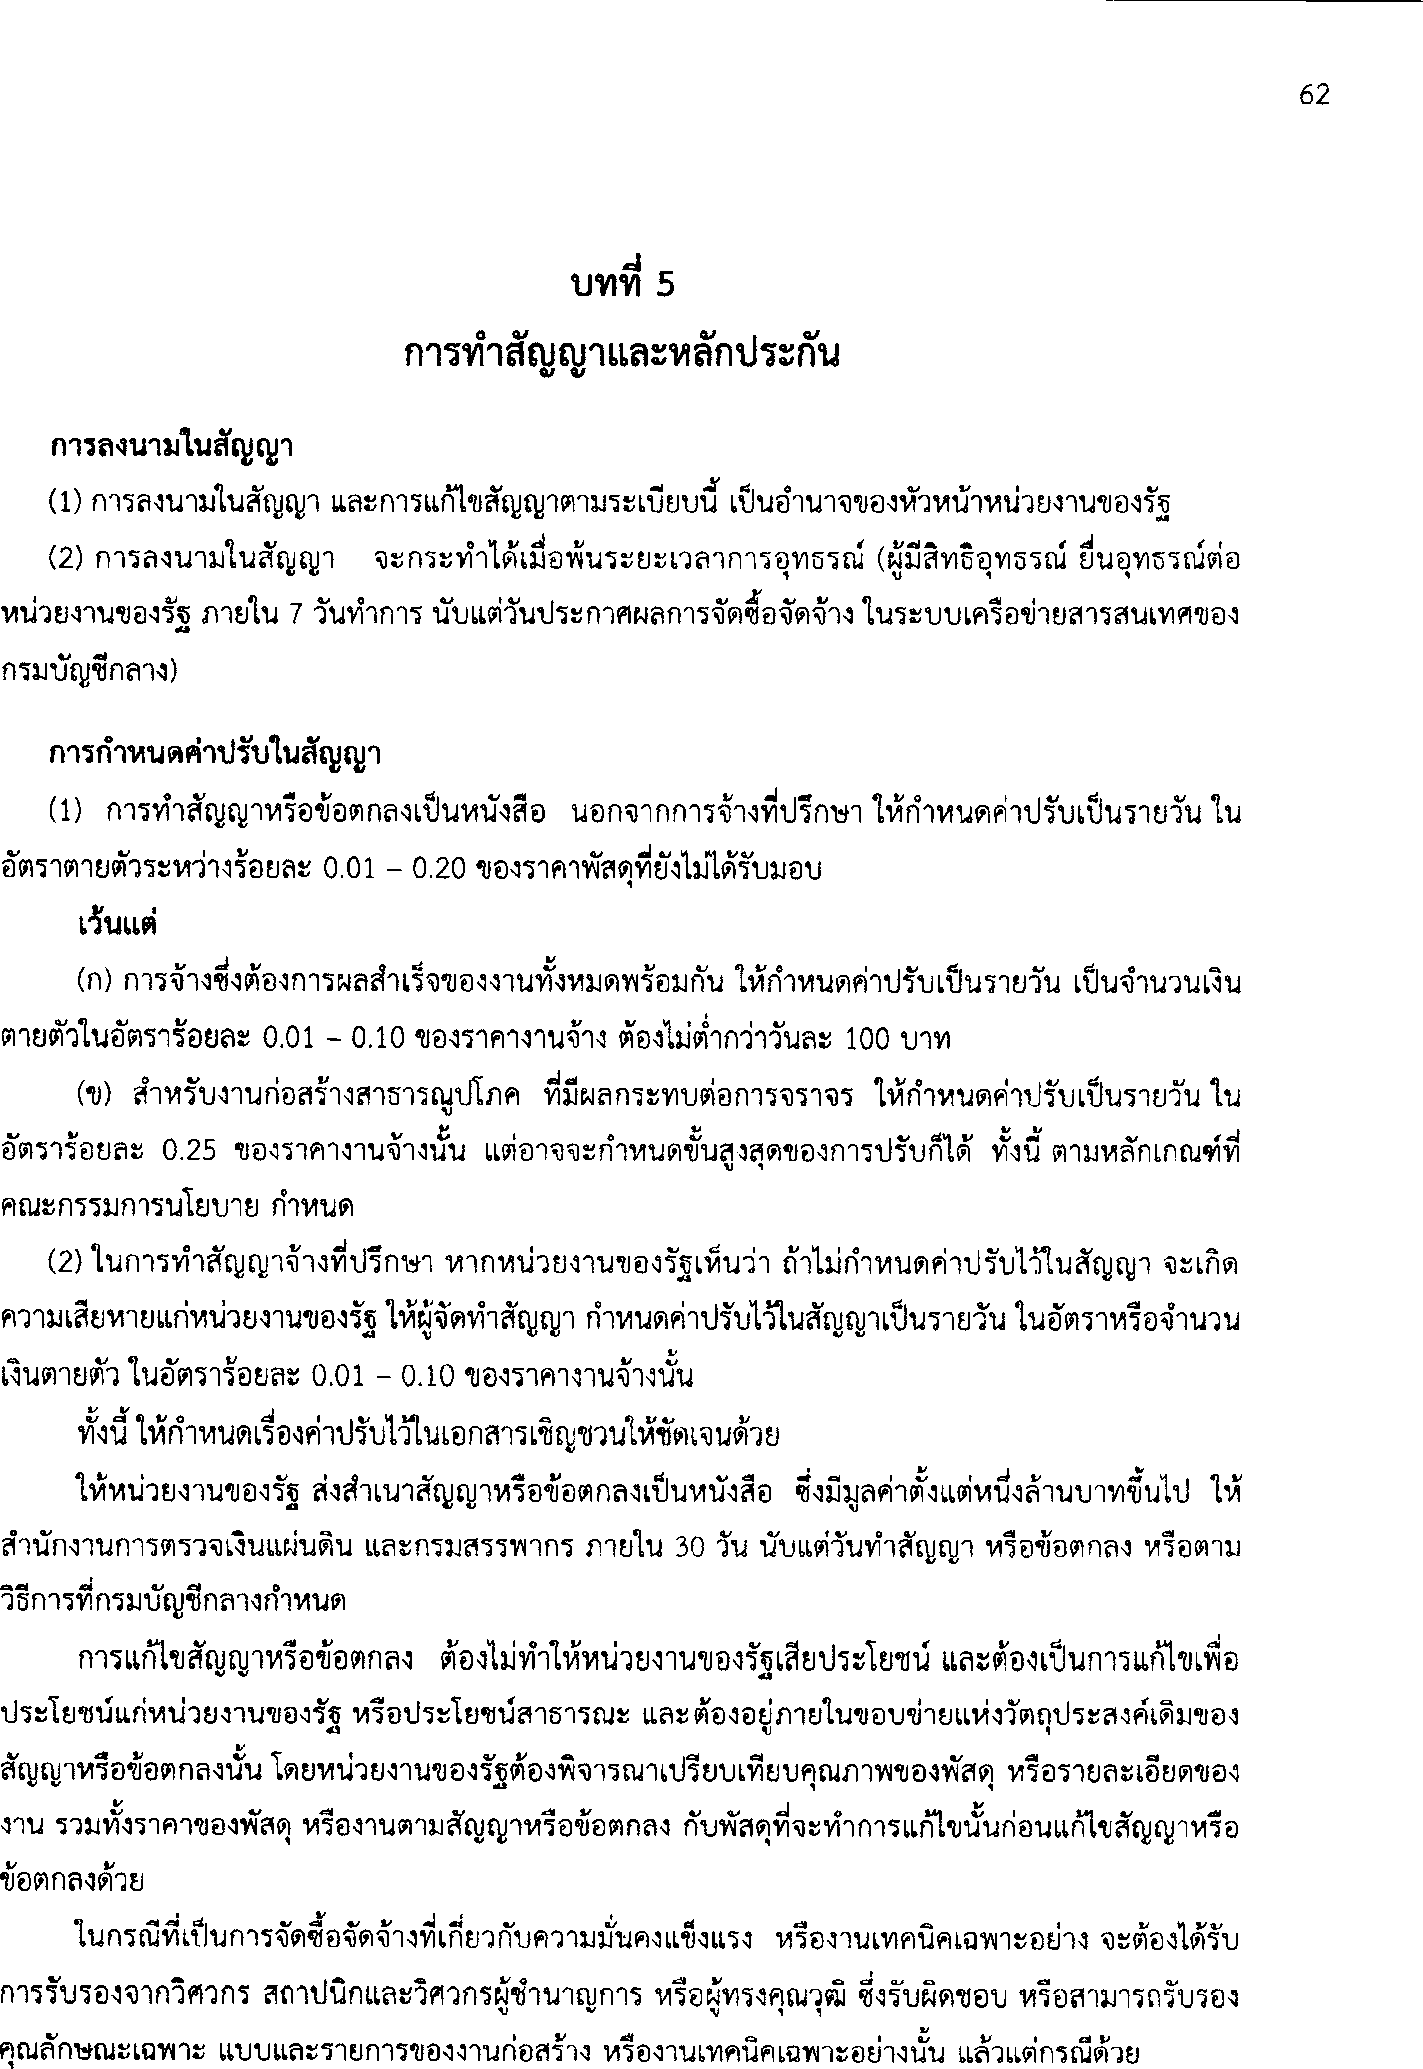 62
บทที่ 5
การทำสัญญาและหลักประกัน
การลงนามในสัญญา
(1) การลงนามในสัญญา และการแก้ไขสัญญาตามระเบียบนี้ เป็นอำนาจของหัวหน้าหน่วยงานของรัฐ
(2) การลงนามในสัญญา จะกระทำได้เมื่อพ้นระยะเวลาการอุทธรณ์ (ผู้มีสิทธิอุทธรณ์ ยื่นอุทธรณ์ต่อ
หน่วยงานของรัฐ ภายใน 7 วันทำการ นับแต่วันประกาศผลการจัดซื้อจัดจ้าง ในระบบเครือข่ายสารสนเทศของ
กรมบัญชีกลาง)
การกำหนดค่าปรับในสัญญา
(1) การทำสัญญาหรือข้อตกลงเป็นหนังสือ นอกจากการจ้างที่ปรึกษา ให้กำหนดค่าปรับเป็นรายวัน ใน
อัตราตายตัวระหว่างร้อยละ 0.01 – 0.20 ของราคาพัสดุที่ยังไม่ได้รับมอบ
เว้นแต่
(ก) การจ้างซึ่งต้องการผลสำเร็จของงานทั้งหมดพร้อมกัน ให้กำหนดค่าปรับเป็นรายวัน เป็นจำนวนเงิน
ตายตัวในอัตราร้อยละ 0.01 – 0.10 ของราคางานจ้าง ต้องไม่ต่ำกว่าวันละ 100 บาท
(ข) สำหรับงานก่อสร้างสาธารณูปโภค ที่มีผลกระทบต่อการจราจร ให้กำหนดค่าปรับเป็นรายวัน ใน
อัตราร้อยละ 0.25 ของราคางานจ้างนั้น แต่อาจจะกำหนดขั้นสูงสุดของการปรับก็ได้ ทั้งนี้ ตามหลักเกณฑ์ที่
คณะกรรมการนโยบาย กำหนด
(2) ในการทำสัญญาจ้างที่ปรึกษา หากหน่วยงานของรัฐเห็นว่า ถ้าไม่กำหนดค่าปรับไว้ในสัญญา จะเกิด
ความเสียหายแก่หน่วยงานของรัฐ ให้ผู้จัดทำสัญญา กำหนดค่าปรับไว้ในสัญญาเป็นรายวัน ในอัตราหรือจำนวน
เงินตายตัว ในอัตราร้อยละ 0.01 – 0.10 ของราคางานจ้างนั้น
ทั้งนี้ ให้กำหนดเรื่องค่าปรับไว้ในเอกสารเชิญชวนให้ชัดเจนด้วย
ให้หน่วยงานของรัฐ ส่งสำเนาสัญญาหรือข้อตกลงเป็นหนังสือ ซึ่งมีมูลค่าตั้งแต่หนึ่งล้านบาทขึ้นไป ให้
สำนักงานการตรวจเงินแผ่นดิน และกรมสรรพากร ภายใน 30 วัน นับแต่วันทำสัญญา หรือข้อตกลง หรือตาม
วิธีการที่กรมบัญชีกลางกำหนด
การแก้ไขสัญญาหรือข้อตกลง ต้องไม่ทำให้หน่วยงานของรัฐเสียประโยชน์ และต้องเป็นการแก้ไขเพื่อ
ประโยชน์แก่หน่วยงานของรัฐ หรือประโยชน์สาธารณะ และต้องอยู่ภายในขอบข่ายแห่งวัตถุประสงค์เดิมของ
สัญญาหรือข้อตกลงนั้น โดยหน่วยงานของรัฐต้องพิจารณาเปรียบเทียบคุณภาพของพัสดุ หรือรายละเอียดของ
งาน รวมทั้งราคาของพัสดุ หรืองานตามสัญญาหรือข้อตกลง กับพัสดุที่จะทำการแก้ไขนั้นก่อนแก้ไขสัญญาหรือ
ข้อตกลงด้วย
ในกรณีที่เป็นการจัดซื้อจัดจ้างที่เกี่ยวกับความมั่นคงแข็งแรง หรืองานเทคนิคเฉพาะอย่าง จะต้องได้รับ
การรับรองจากวิศวกร สถาปนิกและวิศวกรผู้ชำนาญการ หรือผู้ทรงคุณวุฒิ ซึ่งรับผิดชอบ หรือสามารถรับรอง
คุณลักษณะเฉพาะ แบบและรายการของงานก่อสร้าง หรืองานเทคนิคเฉพาะอย่างนั้น แล้วแต่กรณีด้วย